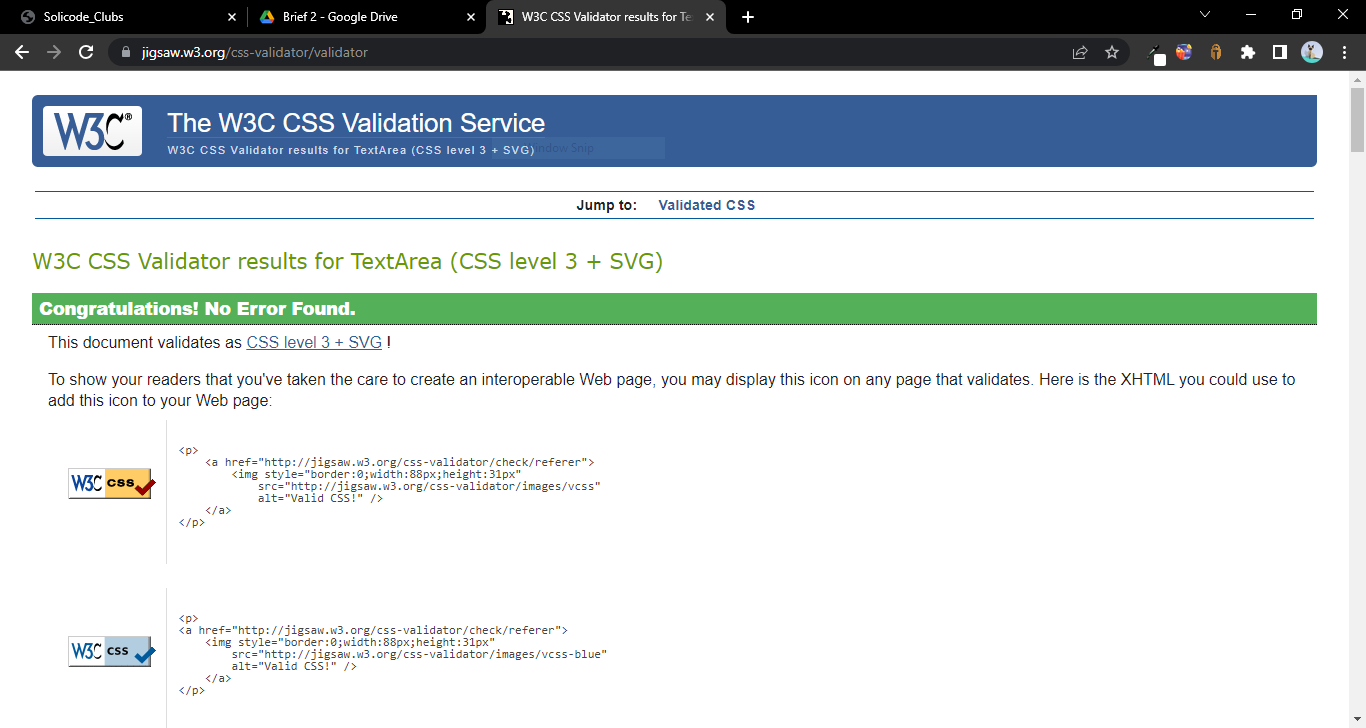 Solicode_Clubs
Brief 2 - Google Drive
W3C CSS Validator results for Te
jigsaw.w3.org/css-validator/validator
W3C®
The W3C CSS Validation Service
W3C CSS Validator results for TextArea (CSS level 3 + SVG)
Snip
Jump to: Validated CSS
W3C CSS Validator results for TextArea (CSS level 3 + SVG)
Congratulations! No Error Found.
This document validates as CSS level 3 + SVG !
To show your readers that you've taken the care to create an interoperable Web page, you may display this icon on any page that validates. Here is the XHTML you could use to
add this icon to your Web page:
W3C css
<p>
<a href="http://jigsaw.w3.org/css-validator/check/referer">
<img style="border:0;width:88px;height:31px"
src="http://jigsaw.w3.org/css-validator/images/vcss"
alt="Valid CSS!" />
</a>
</p>
W3C css
<p>
<a href="http://jigsaw.w3.org/css-validator/check/referer">
<img style="border:0;width:88px;height:31px"
src="http://jigsaw.w3.org/css-validator/images/vcss-blue"
alt="Valid CSS!" />
</a>
</p>